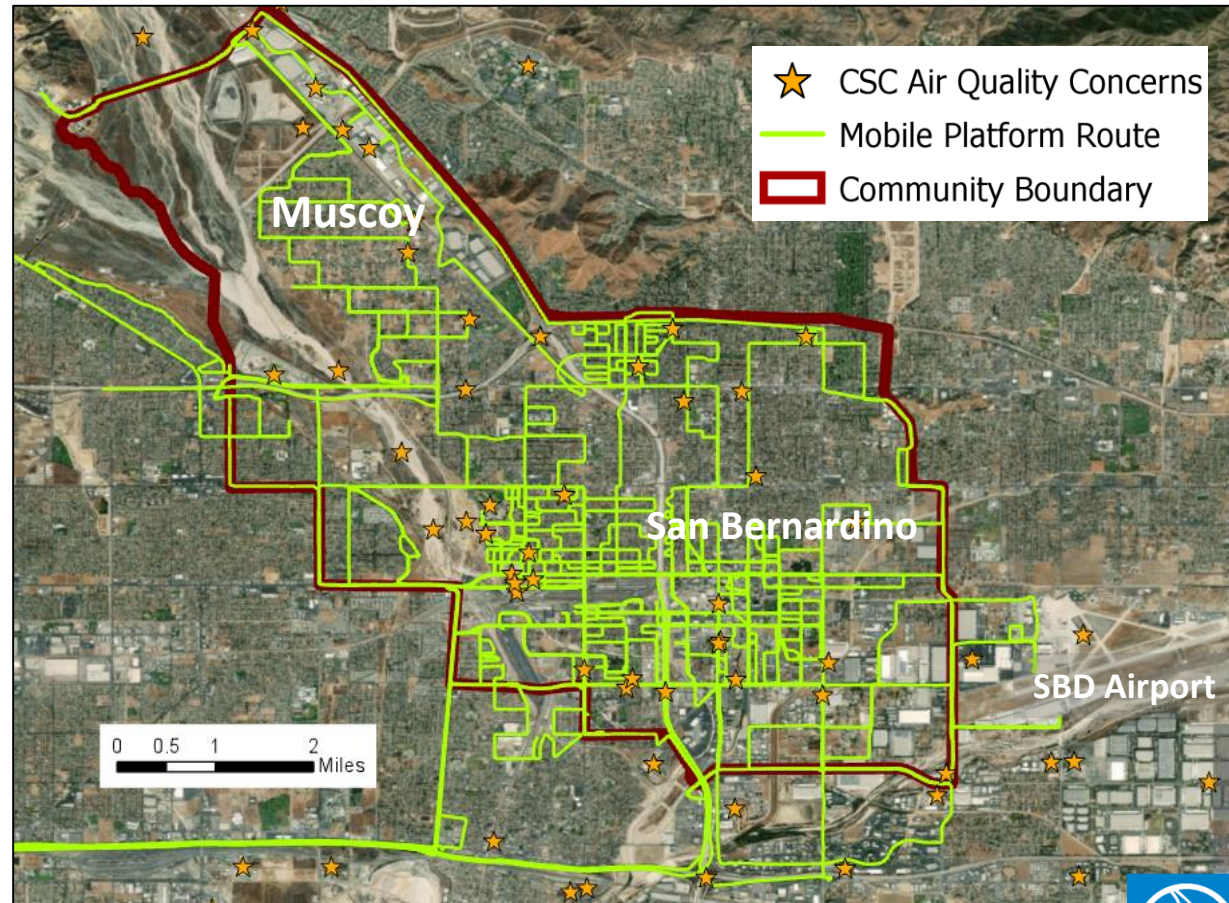 CSC Air Quality Concerns
Mobile Platform Route
Community Boundary
Muscoy
San Bernardino
SBD Airport
0 0.5 1 2
Miles